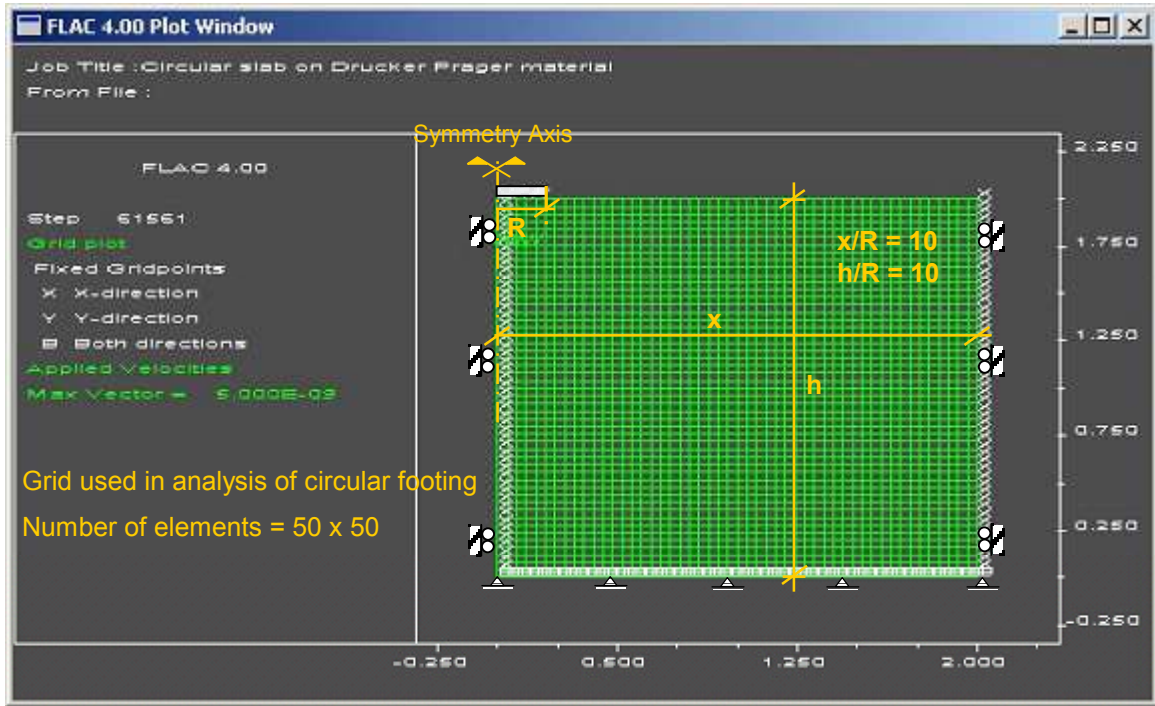 FLAC 4.00 Plot Window
Job Title :Circular slab on Drucker Prager material
From File :
Symmetry Axis
FLAC 4.00
Step 61561
Grid plot
Fixed Gridpoints
X X-direction
Y Y-direction
B Both directions
Applied Velocities
Max Vector = 5.000E-09
Grid used in analysis of circular footing
Number of elements = 50 x 50
R
x/R = 10
h/R = 10
x
h
2.250
1.750
1.250
0.750
0.250
-0.250
-0.250
0.500
1.250
2.000